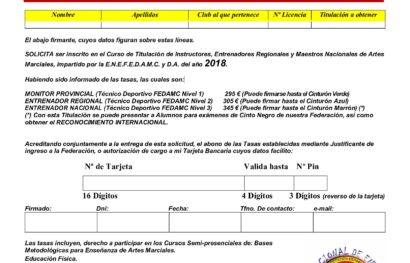 Nombre Apellidos Club al que pertenece Nº Licencia Titulación a obtener
El abajo firmante, cuyos datos figuran sobre estas líneas.
SOLICITA ser inscrito en el Curso de Titulación de Instructores, Entrenadores Regionales y Maestros Nacionales de Artes
Marciales, impartido por la E.N.E.F.E.D.A.M.C. y D.A. del año 2018.
Habiendo sido informado de las tasas, las cuales son:
MONITOR PROVINCIAL (Técnico Deportivo FEDAMC Nivel 1) 295 € (Puede firmarse hasta el Cinturón Verde)
ENTRENADOR REGIONAL (Técnico Deportivo FEDAMC Nivel 2) 345 € (Puede firmar hasta el Cinturón Azul)
ENTRENADOR NACIONAL (Técnico Deportivo FEDAMC Nivel 3) 345 € (Puede firmar hasta el Cinturón Marrón) (*)
(*) Con esta Titulación se puede presentar a Alumnos para exámenes de Cinto Negro de nuestra Federación, así como
obtener el RECONOCIMIENTO INTERNACIONAL.
Acreditando conjuntamente a la entrega de esta solicitud, el abono de las Tasas establecidas mediante Justificante de
ingreso a la Federación, o autorización de cargo a mi Tarjeta Bancaria cuyos datos facilito:
Nº de Tarjeta Valida hasta Nº Pin
16 Dígitos 4 Dígitos 3 Dígitos (reverso de la tarjeta)
Firmado: Dni: Fecha: Tfno. De contacto: e-mail:
Las tasas incluyen, derecho a participar en los Cursos Semi-presenciales de: Bases
Metodológicas para Enseñanza de Artes Marciales.
Educación Física.